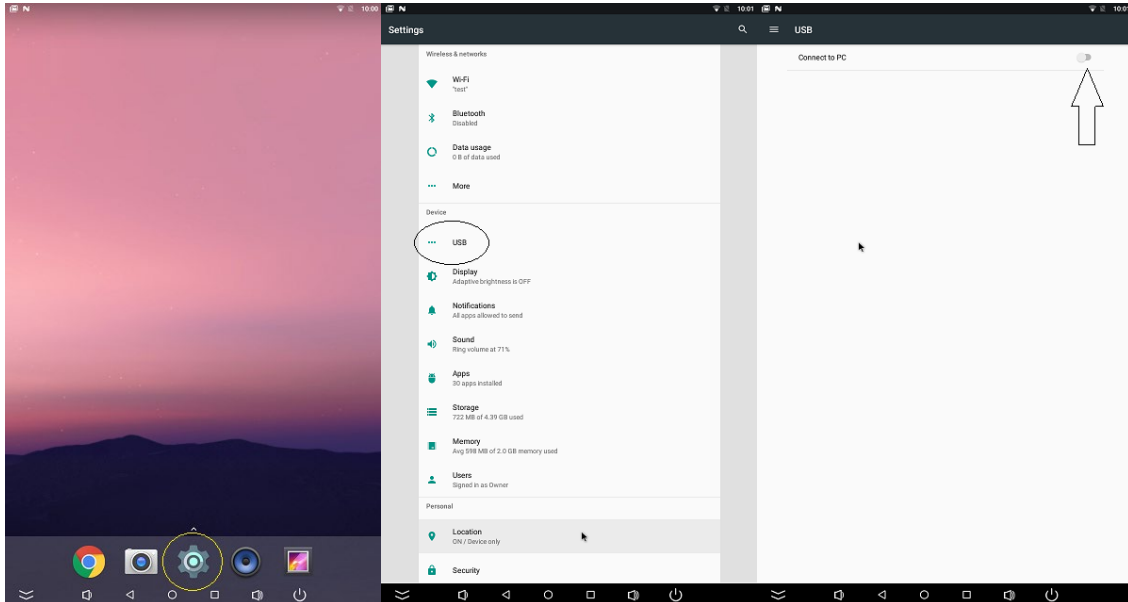 10:00
10:01
Settings
Wireless & networks
Wi-Fi
"test"
Bluetooth
Disabled
Data usage
0 B of data used
More
Device
USB
Display
Adaptive brightness is OFF
Notifications
All apps allowed to send
Sound
Ring volume at 71%
Apps
30 apps installed
Storage
722 MB of 4.39 GB used
Memory
Avg 598 MB of 2.0 GB memory used
Users
Signed in as Owner
Personal
Location
ON / Device only
Security
10:01
USB
Connect to PC